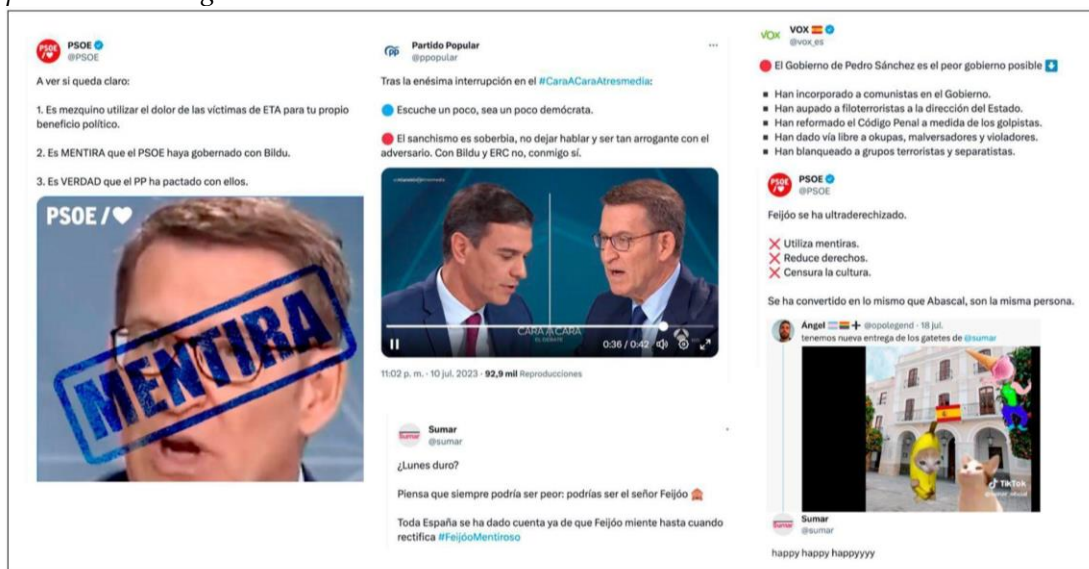 PSOE
@PSOE
A ver si queda claro:
1. Es mezquino utilizar el dolor de las víctimas de ETA para tu propio
beneficio político.
2. Es MENTIRA que el PSOE haya gobernado con Bildu.
3. Es VERDAD que el PP ha pactado con ellos.
PSOE /
MENTIRA
Partido Popular
@ppopular
Tras la enésima interrupción en el #CaraACaraAtresmedia:
Escuche un poco, sea un poco demócrata.
El sanchismo es soberbia, no dejar hablar y ser tan arrogante con el
adversario. Con Bildu y ERC no, conmigo sí.
CARA A CARA
EL DEBATE
0:36 / 0:42
11:02 p. m. · 10 jul. 2023 · 92,9 mil Reproducciones
Sumar
Sumar
@sumar
¿Lunes duro?
Piensa que siempre podría ser peor: podrías ser el señor Feijóo
Toda España se ha dado cuenta ya de que Feijóo miente hasta cuando
rectifica #FeijóoMentiroso
VOX
VOX
@vox_es
El Gobierno de Pedro Sánchez es el peor gobierno posible
Han incorporado a comunistas en el Gobierno.
Han aupado a filoterroristas a la dirección del Estado.
Han reformado el Código Penal a medida de los golpistas.
Han dado vía libre a okupas, malversadores y violadores.
Han blanqueado a grupos terroristas y separatistas.
PSOE
PSOE
@PSOE
Feijóo se ha ultraderechizado.
Utiliza mentiras.
Reduce derechos.
Censura la cultura.
Se ha convertido en lo mismo que Abascal, son la misma persona.
Ángel @opolegend · 18 jul.
tenemos nueva entrega de los gatetes de @sumar
TikTok
Sumar
Sumar
@sumar
happy happy happyyyy